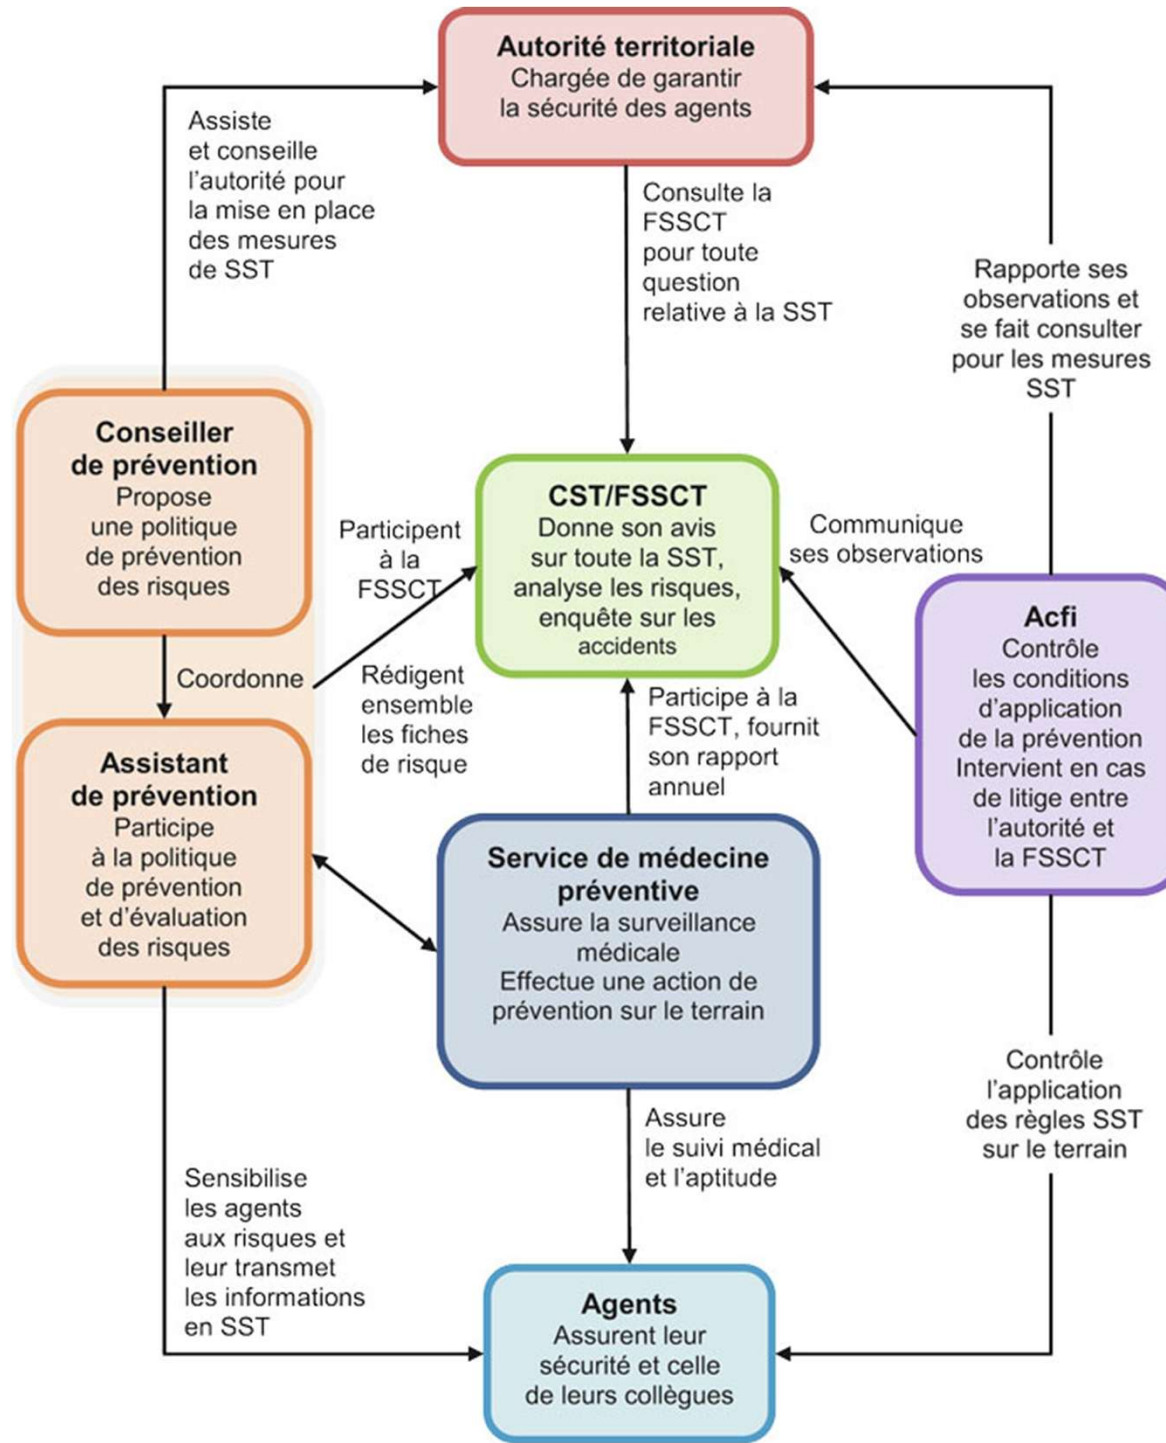 Autorité territoriale
Chargée de garantir
la sécurité des agents
Assiste
et conseille
l'autorité pour
la mise en place
des mesures
de SST
Consulte la
FSSCT
pour toute
question
relative à la SST
Rapporte ses
observations et
se fait consulter
pour les mesures
SST
Conseiller
de prévention
Propose
une politique
de prévention
des risques
Participent
à la
FSSCT
CST/FSSCT
Donne son avis
sur toute la SST,
analyse les risques,
enquête sur les
accidents
Communique
ses observations
Acfi
Contrôle
les conditions
d'application
de la prévention
Intervient en cas
de litige entre
l'autorité et
la FSSCT
Coordonne
Rédigent
ensemble
les fiches
de risque
Participe à la
FSSCT, fournit
son rapport
annuel
Assistant
de prévention
Participe
à la politique
de prévention
et d'évaluation
des risques
Service de médecine
préventive
Assure la surveillance
médicale
Effectue une action de
prévention sur le terrain
Contrôle
l'application
des règles SST
sur le terrain
Assure
le suivi médical
et l'aptitude
Sensibilise
les agents
aux risques et
leur transmet
les informations
en SST
Agents
Assurent leur
sécurité et celle
de leurs collègues